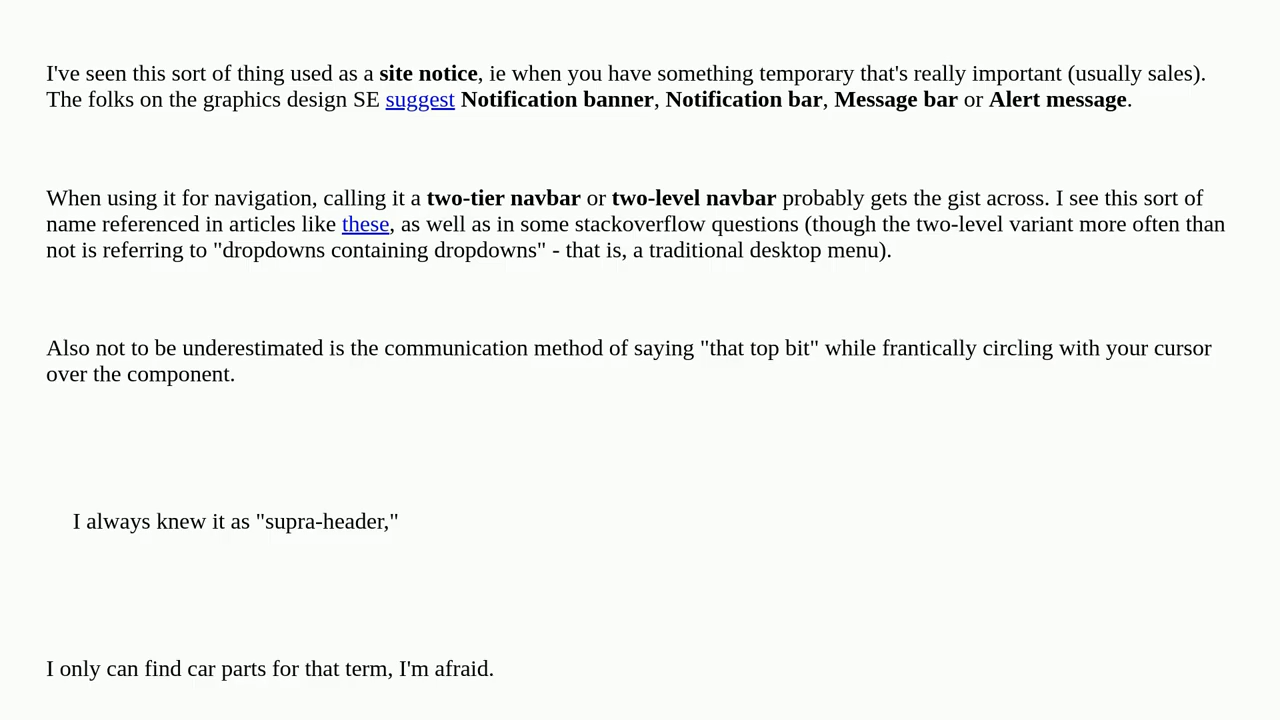 I've seen this sort of thing used as a site notice, ie when you have something temporary that's really important (usually sales).
The folks on the graphics design SE suggest Notification banner, Notification bar, Message bar or Alert message.
When using it for navigation, calling it a two-tier navbar or two-level navbar probably gets the gist across. I see this sort of
name referenced in articles like these, as well as in some stackoverflow questions (though the two-level variant more often than
not is referring to "dropdowns containing dropdowns" - that is, a traditional desktop menu).
Also not to be underestimated is the communication method of saying "that top bit" while frantically circling with your cursor
over the component.
I always knew it as "supra-header,"
I only can find car parts for that term, I'm afraid.